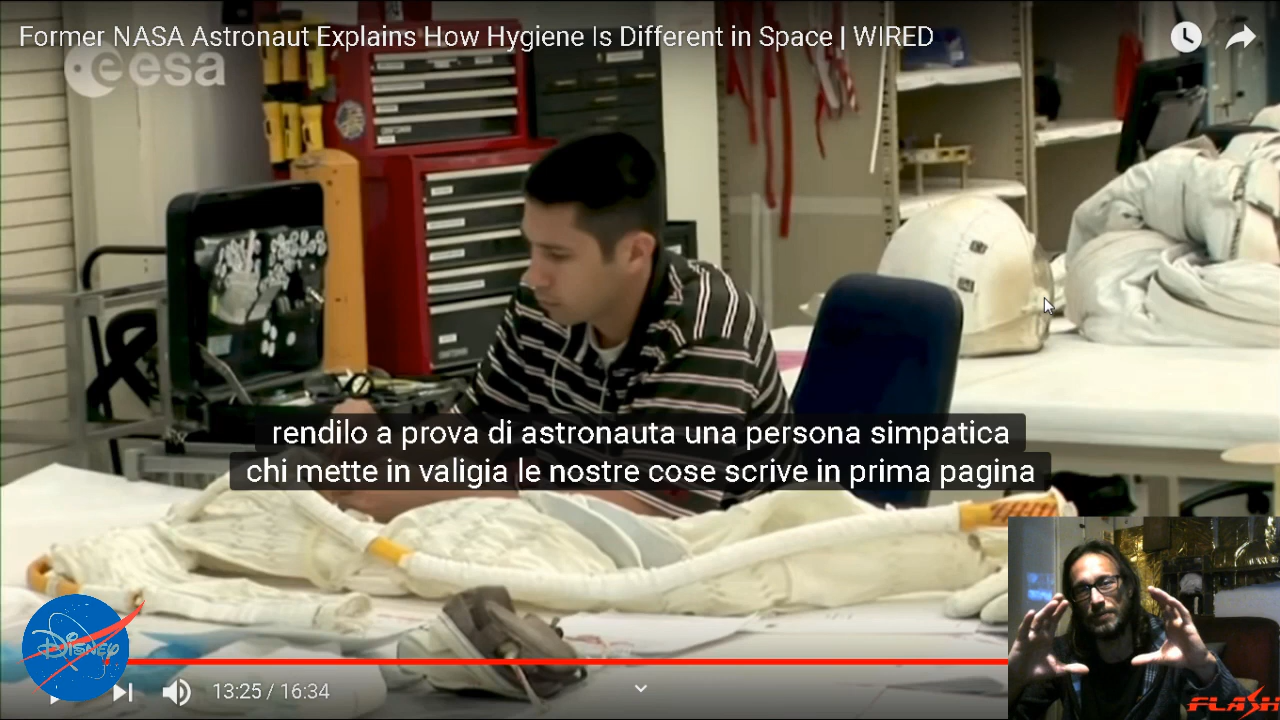 Former NASA Astronaut Explains How Hygiene Is Different in Space | WIRED
eesa
rendilo a prova di astronauta una persona simpatica
chi mette in valigia le nostre cose scrive in prima pagina
DISNEY
13:25 / 16:34
FLASH